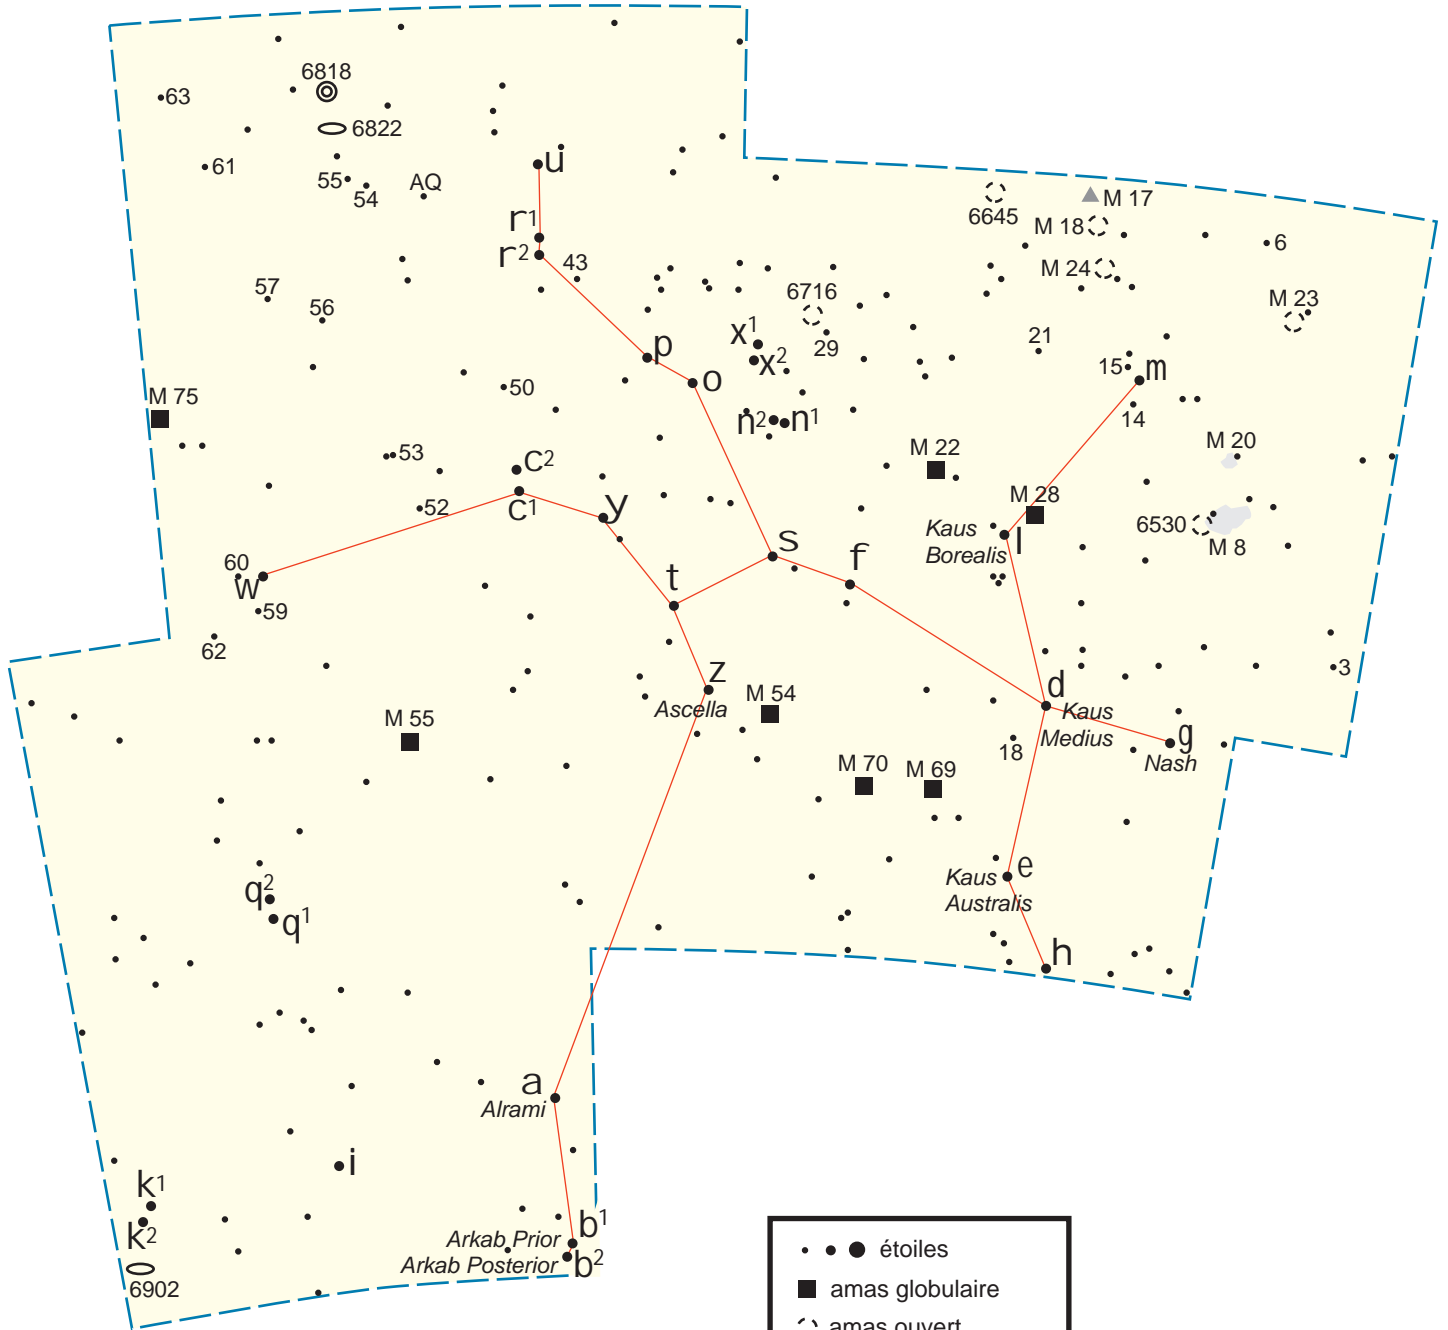 6818
63
6822
61
55
54
AQ
u
r1
r2
43
57
56
6645
M 17
M 18
6
M 24
M 23
6716
x1
x2
29
21
15
m
14
p
o
50
n2
n1
M 75
M 22
M 20
53
C2
C1
52
y
M 28
Kaus
Borealis
l
6530
M 8
s
f
t
60
w
59
62
3
z
Ascella
M 54
d
Kaus
Medius
18
g
Nash
M 55
M 70
M 69
e
Kaus
Australis
q2
q1
h
a
Alrami
i
k1
k2
6902
b1
Arkab Prior
Arkab Posterior
b2
étoiles
amas globulaire
amas ouvert